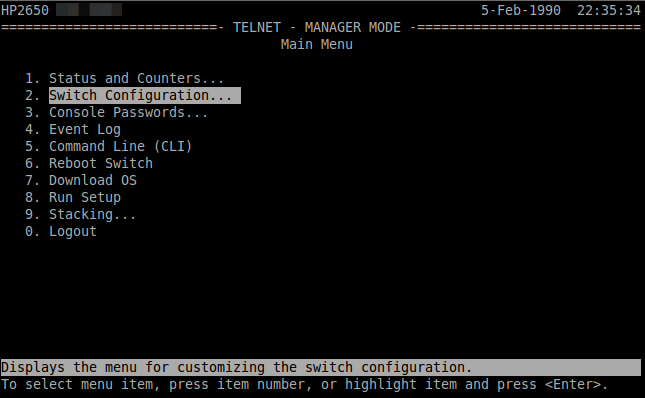 HP2650 5-Feb-1990 22:35:34
==========================- TELNET - MANAGER MODE -============================
Main Menu
1. Status and Counters...
2. Switch Configuration...
3. Console Passwords...
4. Event Log
5. Command Line (CLI)
6. Reboot Switch
7. Download OS
8. Run Setup
9. Stacking...
0. Logout
Displays the menu for customizing the switch configuration.
To select menu item, press item number, or highlight item and press <Enter>.